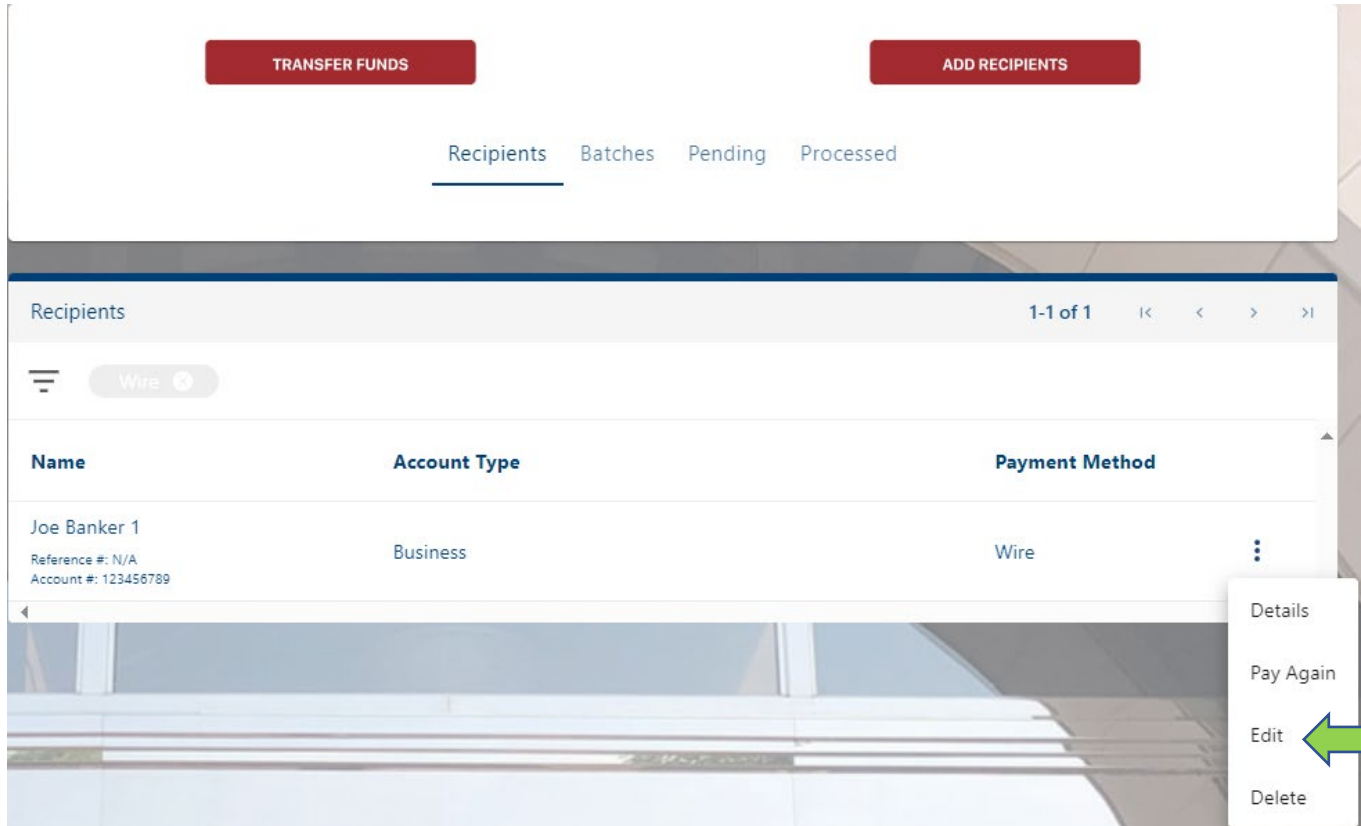 TRANSFER FUNDS ADD RECIPIENTS
Recipients Batches Pending Processed
Recipients 1-1 of 1
Wire
Name Account Type Payment Method
Joe Banker 1
Reference #: N/A
Account #: 123456789
Business Wire
Details
Pay Again
Edit
Delete